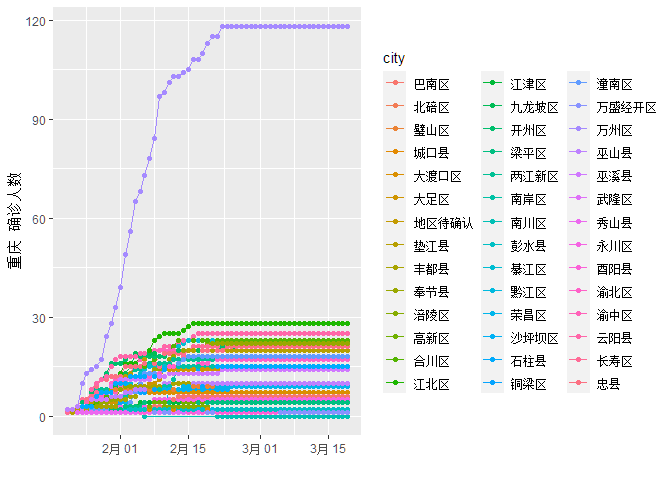 120
90
60
30
0
重庆 确诊人数
2月 01
2月 15
3月 01
3月 15
city
巴南区
北碚区
璧山区
城口县
大渡口区
大足区
地区待确认
垫江县
丰都县
奉节县
涪陵区
高新区
合川区
江北区
江津区
九龙坡区
开州区
梁平区
两江新区
南岸区
南川区
彭水县
綦江区
黔江区
荣昌区
沙坪坝区
石柱县
铜梁区
潼南区
万盛经开区
万州区
巫山县
巫溪县
武隆区
秀山县
永川区
酉阳县
渝北区
渝中区
云阳县
长寿区
忠县